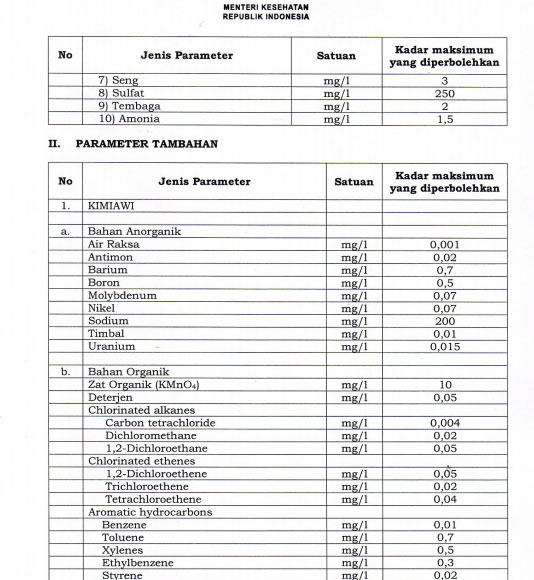 MENTERI KESEHATAN
REPUBLIK INDONESIA
No Jenis Parameter Satuan Kadar maksimum yang diperbolehkan
7) Seng mg/l 3
8) Sulfat mg/l 250
9) Tembaga mg/l 2
10) Amonia mg/l 1,5
II. PARAMETER TAMBAHAN
No Jenis Parameter Satuan Kadar maksimum yang diperbolehkan
1. KIMIAWI
a. Bahan Anorganik
Air Raksa mg/l 0,001
Antimon mg/l 0,02
Barium mg/l 0,7
Boron mg/l 0,5
Molybdenum mg/l 0,07
Nikel mg/l 0,07
Sodium mg/l 200
Timbal mg/l 0,01
Uranium mg/l 0,015
b. Bahan Organik
Zat Organik (KMnO₄) mg/l 10
Deterjen mg/l 0,05
Chlorinated alkanes
Carbon tetrachloride mg/l 0,004
Dichloromethane mg/l 0,02
1,2-Dichloroethane mg/l 0,05
Chlorinated ethenes
1,2-Dichloroethene mg/l 0,05
Trichloroethene mg/l 0,02
Tetrachloroethene mg/l 0,04
Aromatic hydrocarbons
Benzene mg/l 0,01
Toluene mg/l 0,7
Xylenes mg/l 0,5
Ethylbenzene mg/l 0,3
Styrene mg/l 0,02